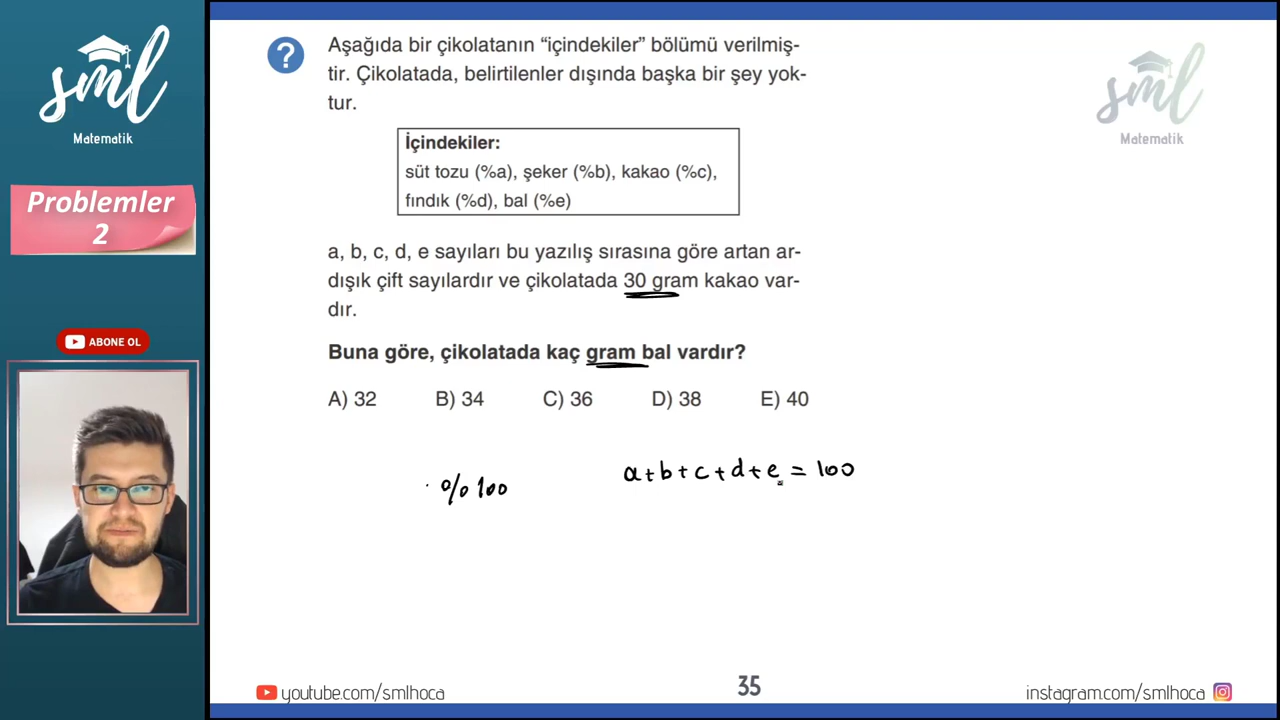 sml
Matematik
Problemler
2
ABONE OL
?
Aşağıda bir çikolatanın “içindekiler” bölümü verilmiş-
tir. Çikolatada, belirtilenler dışında başka bir şey yok-
tur.
İçindekiler:
süt tozu (%a), şeker (%b), kakao (%c),
fındık (%d), bal (%e)
a, b, c, d, e sayıları bu yazılış sırasına göre artan ar-
dışık çift sayılardır ve çikolatada 30 gram kakao var-
dır.
Buna göre, çikolatada kaç gram bal vardır?
A) 32 B) 34 C) 36 D) 38 E) 40
% 100
a+b+c+d+e = 100
sml
Matematik
youtube.com/smlhoca
35
instagram.com/smlhoca